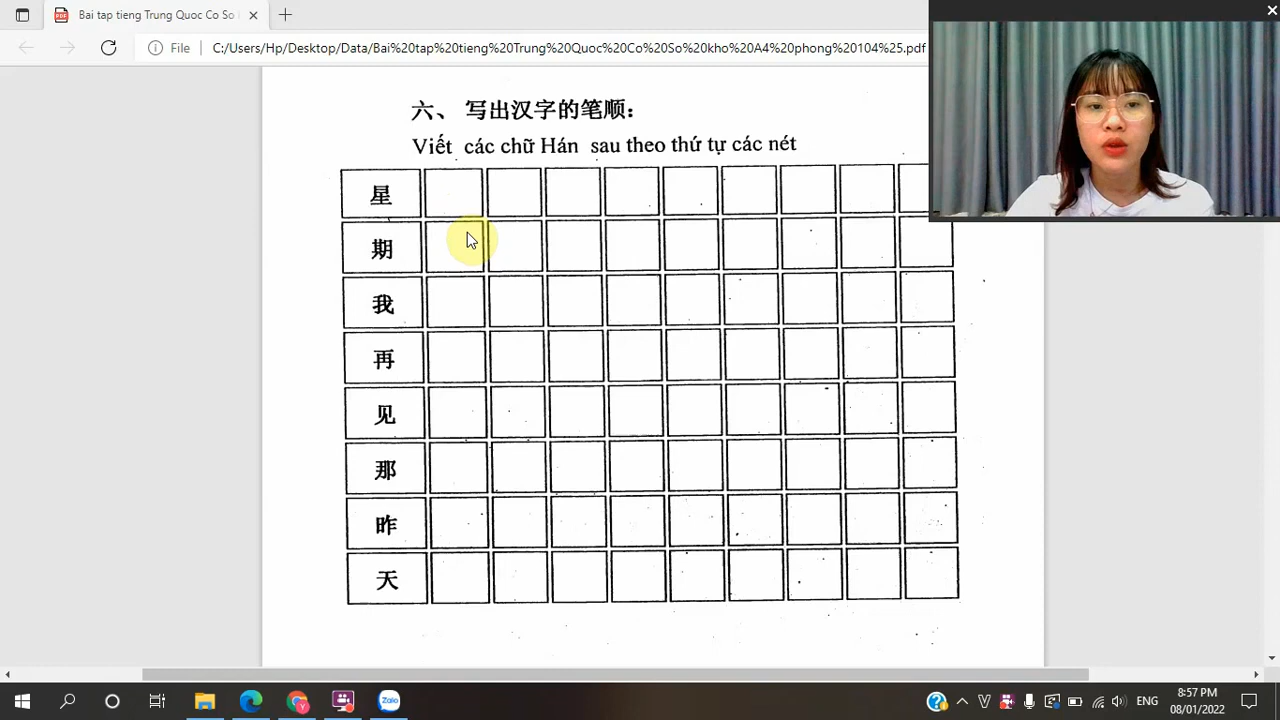 Bai tap tieng Trung Quoc Co So
File
C:/Users/Hp/Desktop/Data/Bai%20tap%20tieng%20Trung%20Quoc%20Co%20So%20kho%20A4%20phong%20104%25.pdf
六、 写出汉字的笔顺：
Viết các chữ Hán sau theo thứ tự các nét
星
期
我
再
见
那
昨
天
Zalo
ENG
8:57 PM
08/01/2022